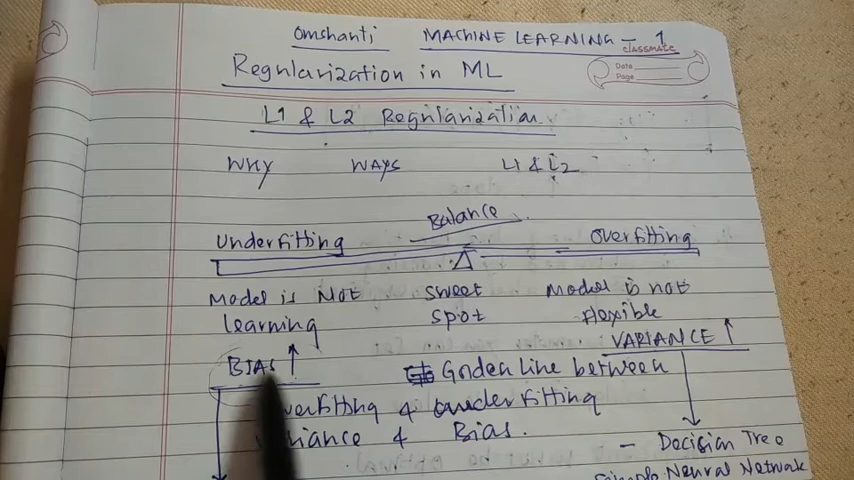 Omshanti MACHINE LEARNING - 1
classmate
Date
Page
Regularization in ML
L1 & L2 Regularization
WHY WAYS L1 & L2
Balance
Underfitting Overfitting
Model is Not sweet Model is not
learning spot flexible
VARIANCE ↑
BIAS ↑ Golden line between
overfitting & underfitting
& Bias.
- Decision Tree
Simple Neural Network